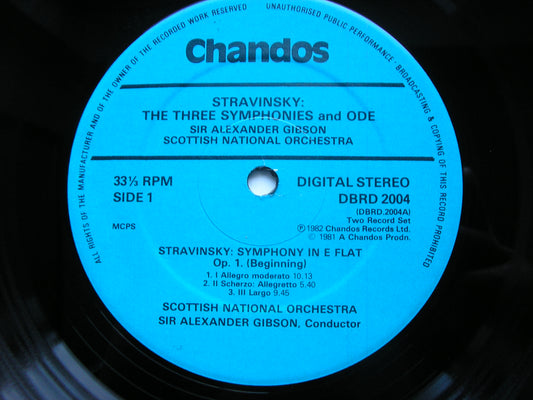 ALL RIGHTS OF THE MANUFACTURER AND OF THE OWNER OF THE RECORDED WORK RESERVED
UNAUTHORISED PUBLIC PERFORMANCE · BROADCASTING & COPYING OF THIS RECORD PROHIBITED
Chandos
STRAVINSKY:
THE THREE SYMPHONIES and ODE
SIR ALEXANDER GIBSON
SCOTTISH NATIONAL ORCHESTRA
33⅓ RPM
SIDE 1
MCPS
DIGITAL STEREO
DBRD 2004
(DBRD.2004A)
Two Record Set
℗ 1982 Chandos Records Ltd.
© 1981 A Chandos Prodn.
STRAVINSKY: SYMPHONY IN E FLAT
Op. 1. (Beginning)
1. I Allegro moderato 10.13
2. II Scherzo: Allegretto 5.40
3. III Largo 9.45
SCOTTISH NATIONAL ORCHESTRA
SIR ALEXANDER GIBSON, Conductor